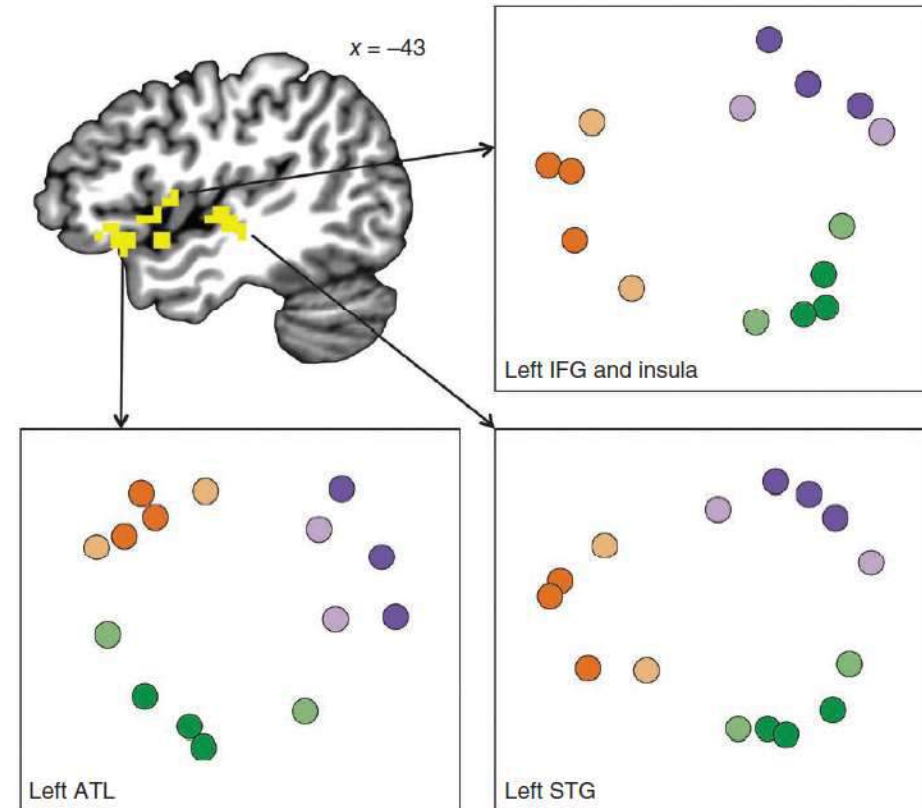 x = –43
Left IFG and insula
Left ATL
Left STG